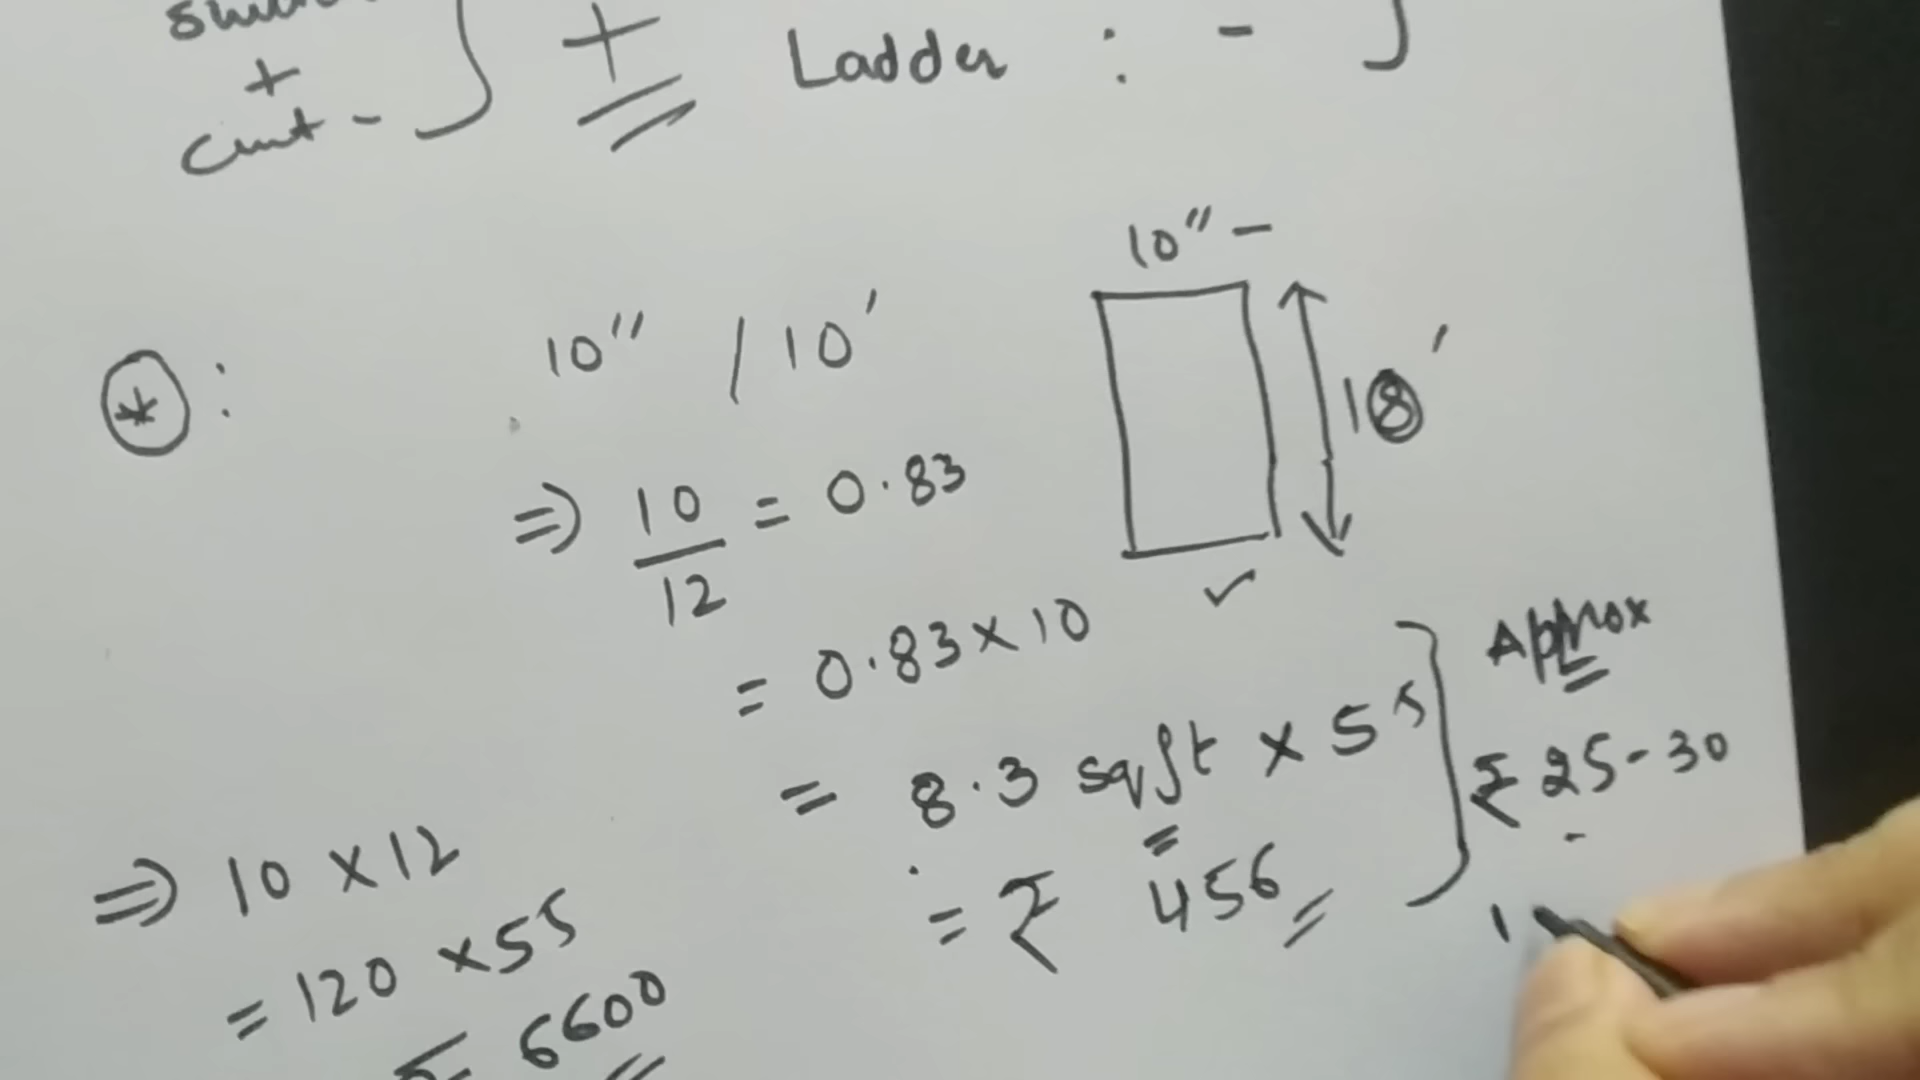 +
Cmt -
+ Ladder : -
10" -
* :
10" / 10'
18'
⇒ 10/12 = 0.83
= 0.83 × 10
= 8.3 sqft × 55
= ₹ 456
Approx
₹ 25-30
⇒ 10 × 12
= 120 × 55
6600